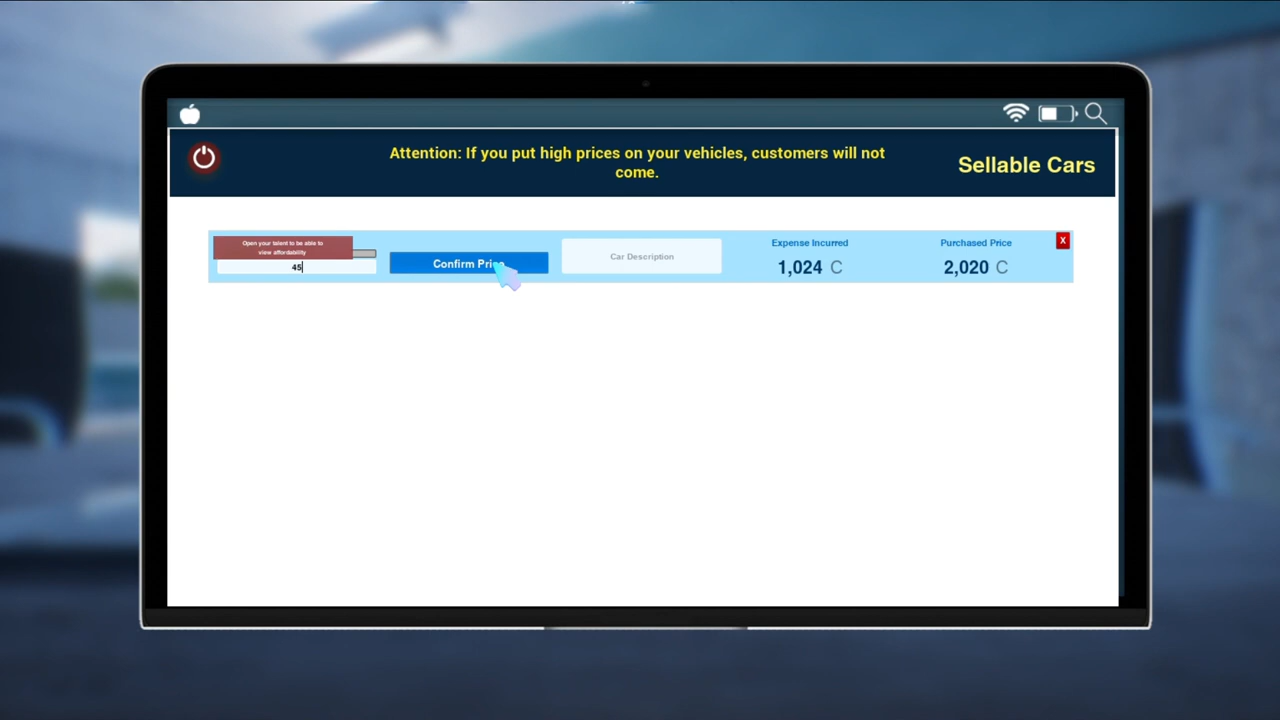 Attention: If you put high prices on your vehicles, customers will not
come.
Sellable Cars
Open your talent to be able to
view affordability
45
Confirm Price
Car Description
Expense Incurred
1,024 C
Purchased Price
2,020 C
X